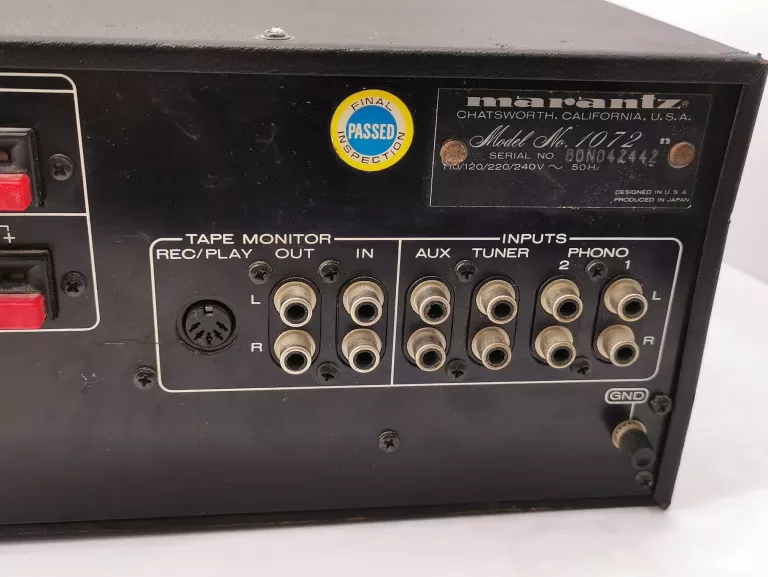 FINAL
PASSED
INSPECTION
marantz®
CHATSWORTH, CALIFORNIA, U.S.A.
Model No. 1072 n
SERIAL NO. 60N042442
110/120/220/240V ~ 50Hz
DESIGNED IN U S A
PRODUCED IN JAPAN
TAPE MONITOR
INPUTS
REC/PLAY OUT IN AUX TUNER PHONO
2 1
L L
R R
GND
+